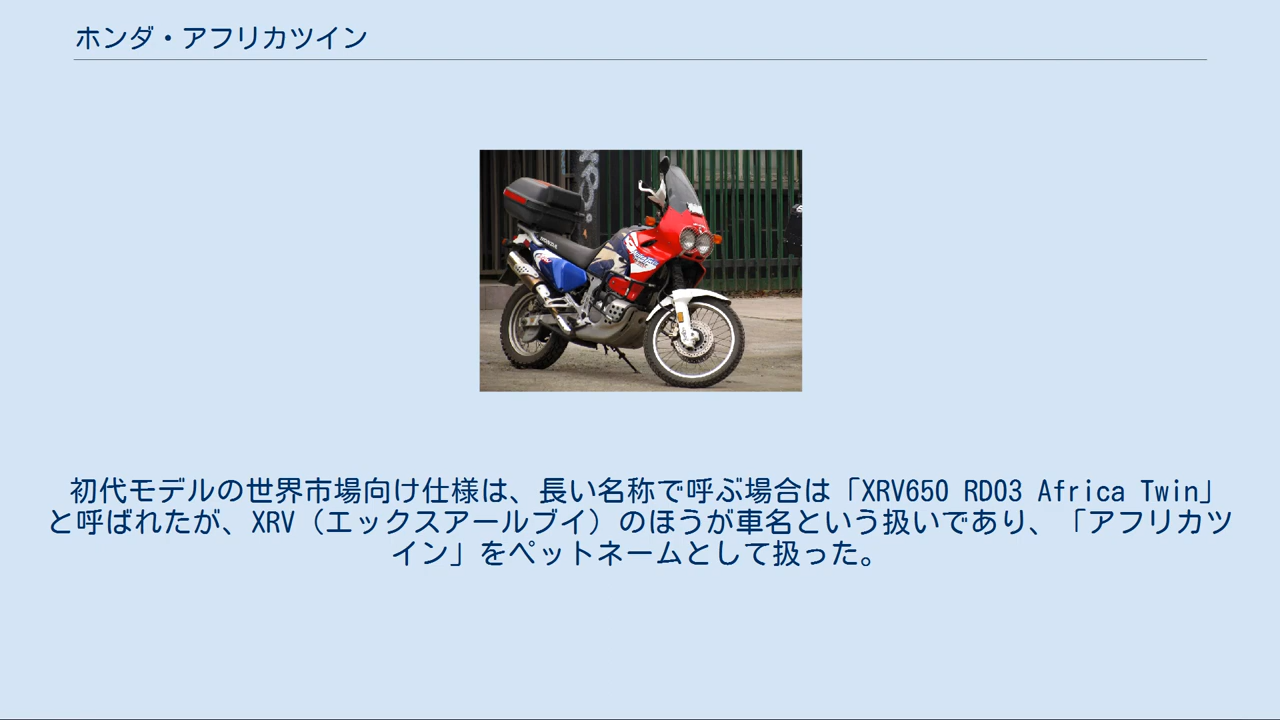 ホンダ・アフリカツイン
初代モデルの世界市場向け仕様は、長い名称で呼ぶ場合は「XRV650 RD03 Africa Twin」
と呼ばれたが、XRV（エックスアールブイ）のほうが車名という扱いであり、「アフリカツ
イン」をペットネームとして扱った。
HONDA